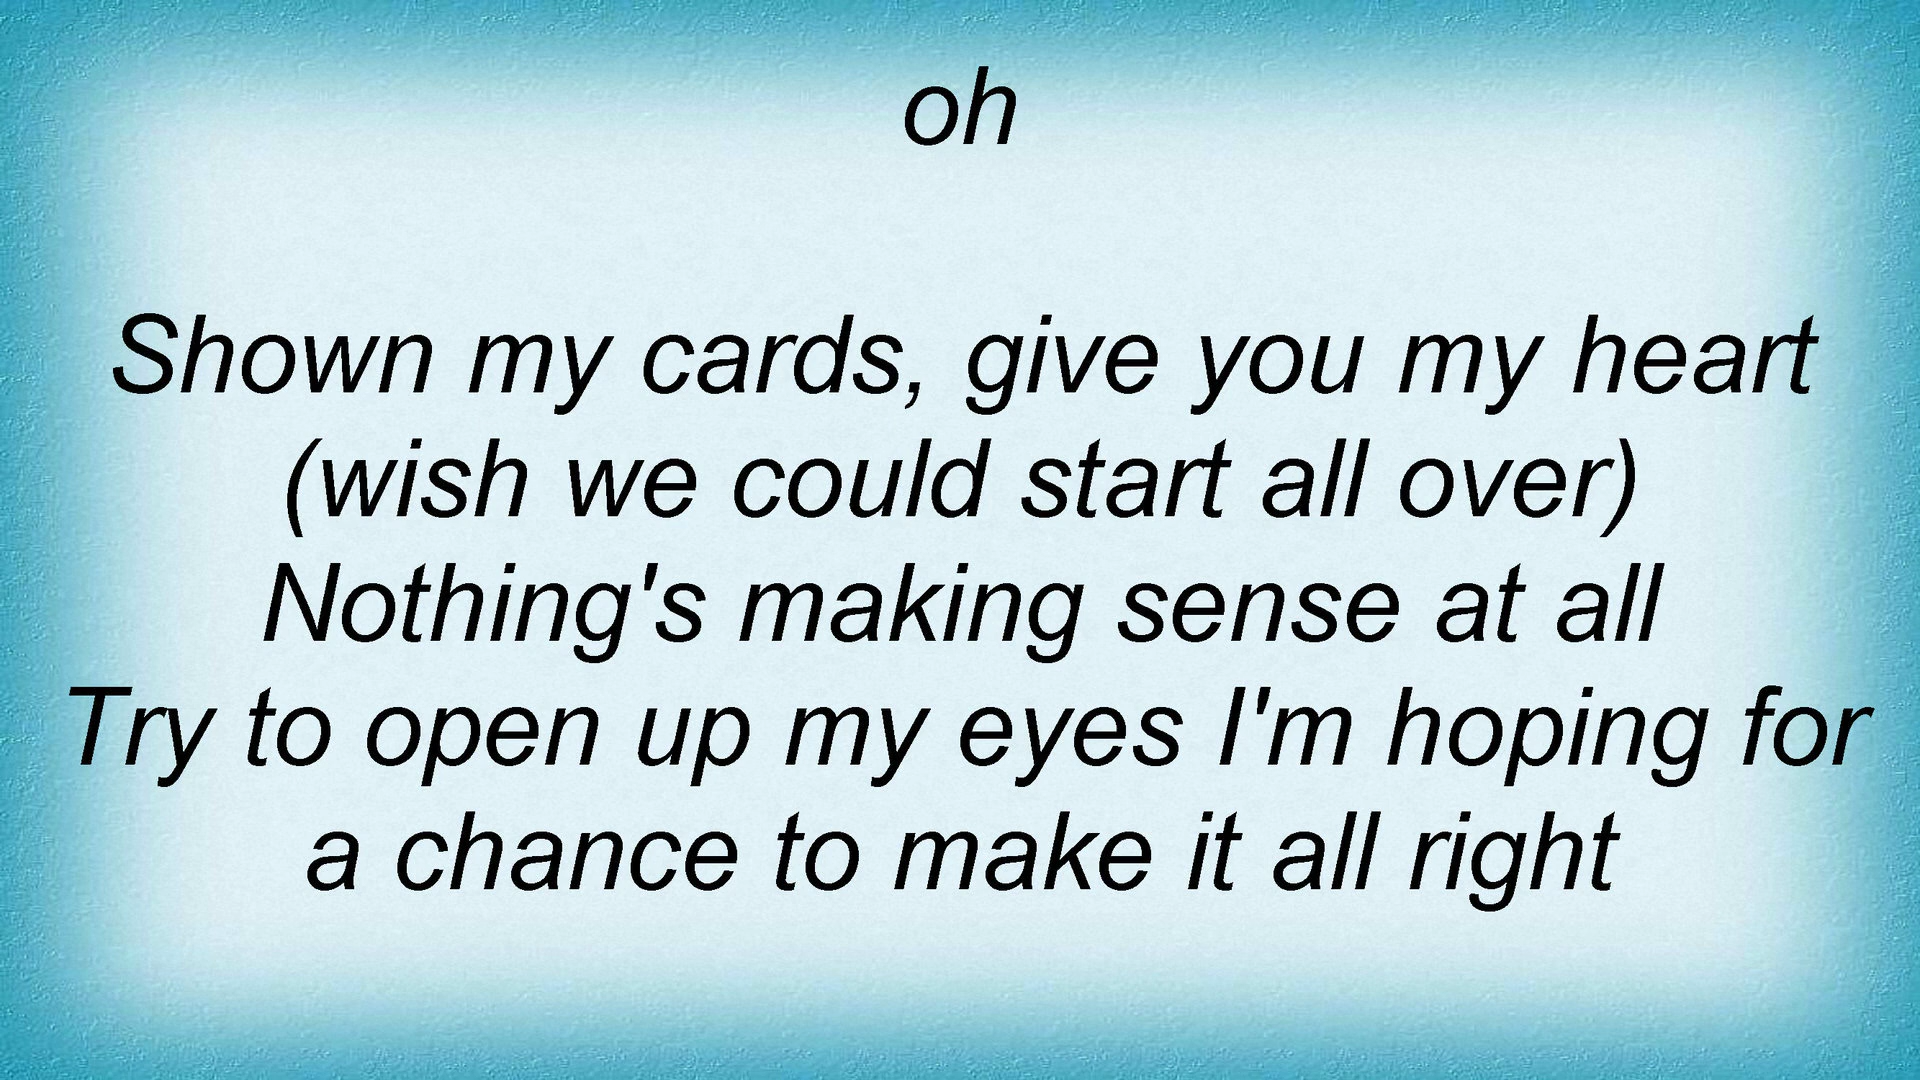 oh
Shown my cards, give you my heart
(wish we could start all over)
Nothing's making sense at all
Try to open up my eyes I'm hoping for
a chance to make it all right